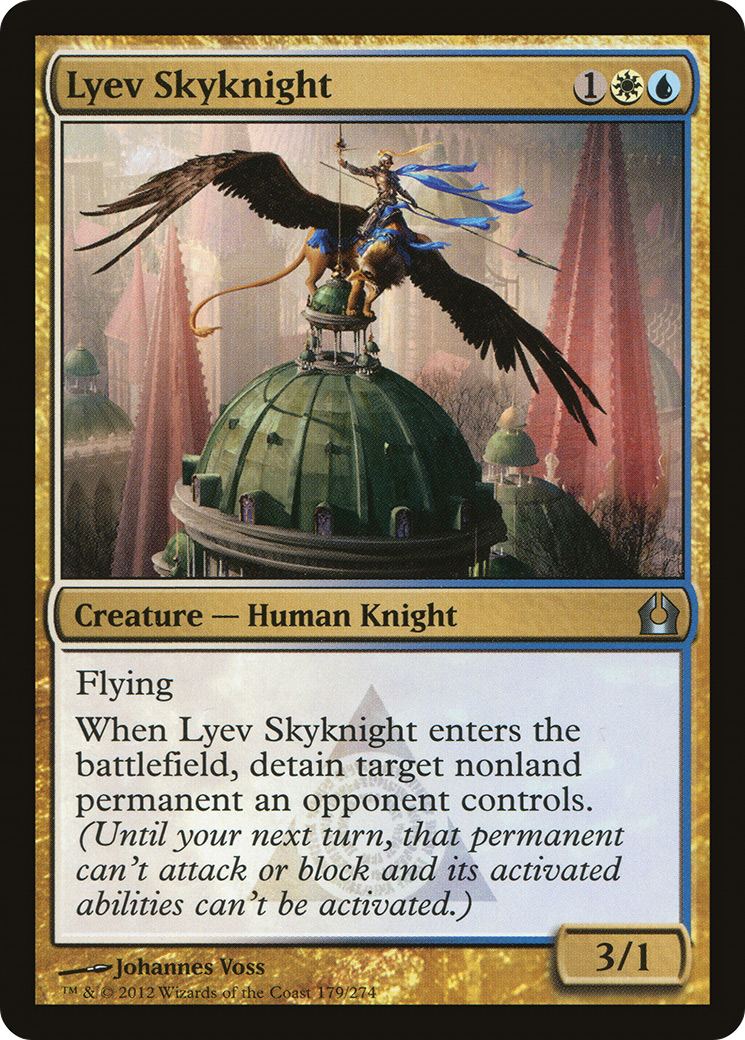 Lyev Skyknight 1
Creature — Human Knight
Flying
When Lyev Skyknight enters the
battlefield, detain target nonland
permanent an opponent controls.
(Until your next turn, that permanent
can't attack or block and its activated
abilities can't be activated.)
3/1
Johannes Voss
™ & © 2012 Wizards of the Coast 179/274